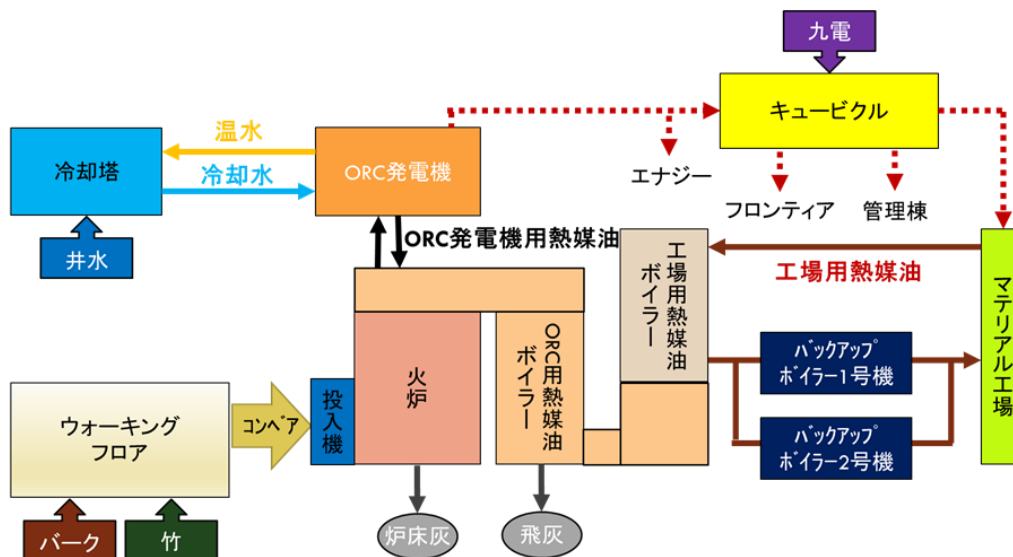 九電
キュービクル
温水
冷却塔
冷却水
ORC発電機
エナジー
フロンティア
管理棟
井水
ORC発電機用熱媒油
工場用熱媒油
ボイラー
工場用熱媒油
マテリアル工場
火炉
ORC用熱媒油
ボイラー
バックアップ
ボイラー1号機
ウォーキング
フロア
コンベア
投入機
バックアップ
ボイラー2号機
バーク
竹
炉床灰
飛灰